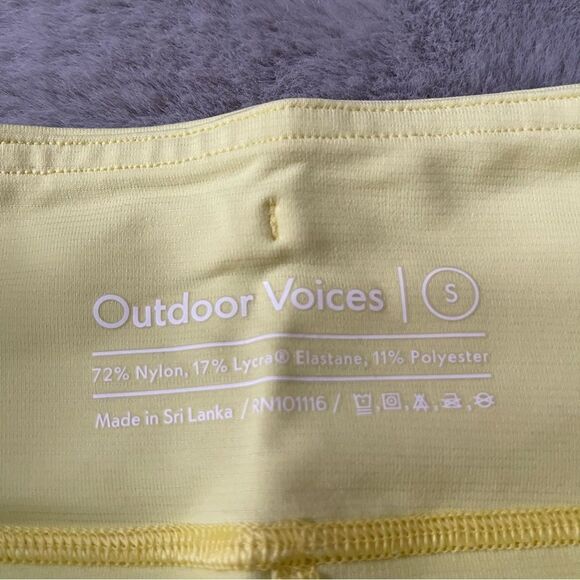 Outdoor Voices | S
72% Nylon, 17% Lycra® Elastane, 11% Polyester
Made in Sri Lanka / RN101116 /